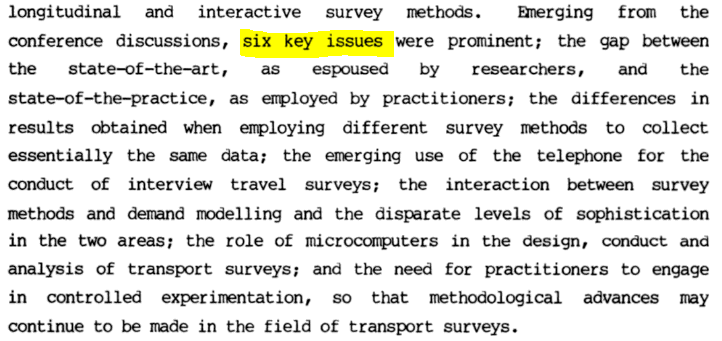 longitudinal and interactive survey methods. Emerging from the
conference discussions, six key issues were prominent; the gap between
the state-of-the-art, as espoused by researchers, and the
state-of-the-practice, as employed by practitioners; the differences in
results obtained when employing different survey methods to collect
essentially the same data; the emerging use of the telephone for the
conduct of interview travel surveys; the interaction between survey
methods and demand modelling and the disparate levels of sophistication
in the two areas; the role of microcomputers in the design, conduct and
analysis of transport surveys; and the need for practitioners to engage
in controlled experimentation, so that methodological advances may
continue to be made in the field of transport surveys.